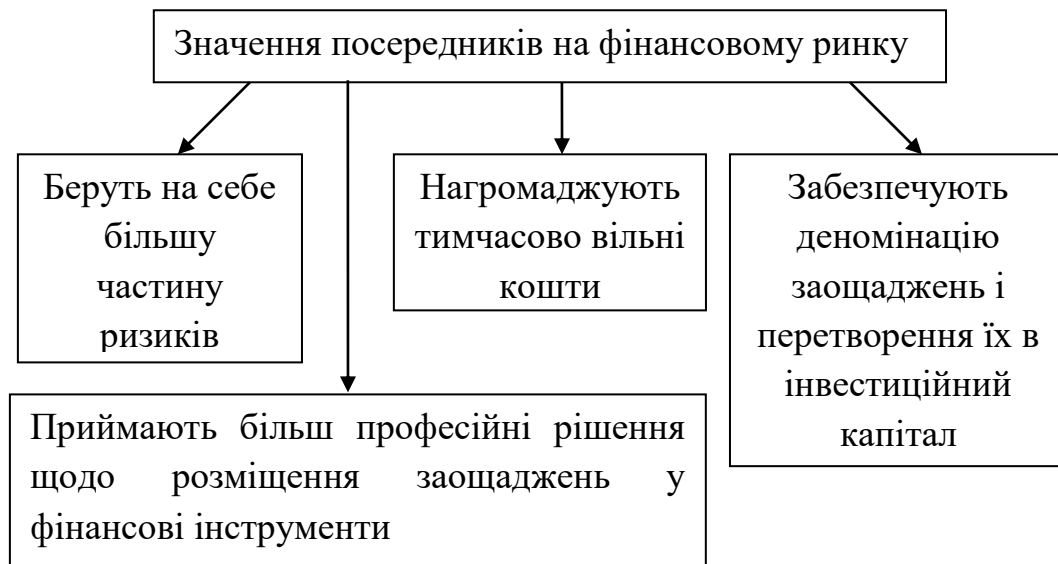 Значення посередників на фінансовому ринку
Беруть на себе
більшу
частину
ризиків
Нагромаджують
тимчасово вільні
кошти
Забезпечують
деномінацію
заощаджень і
перетворення їх в
інвестиційний
капітал
Приймають більш професійні рішення
щодо розміщення заощаджень у
фінансові інструменти